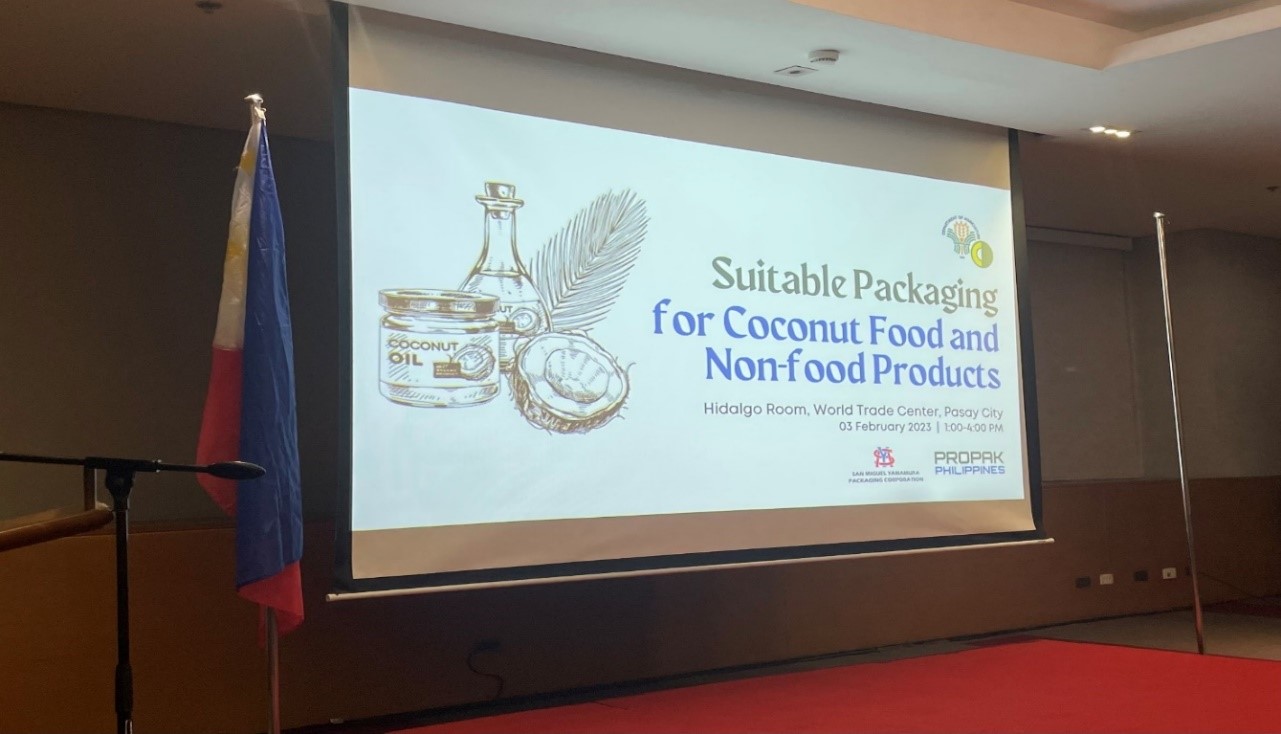 Suitable Packaging
for Coconut Food and
Non-food Products
Hidalgo Room, World Trade Center, Pasay City
03 February 2023 | 1:00-4:00 PM
SAN MIGUEL YAMAMURA
PACKAGING CORPORATION
PROPAK
PHILIPPINES
COCONUT
OIL